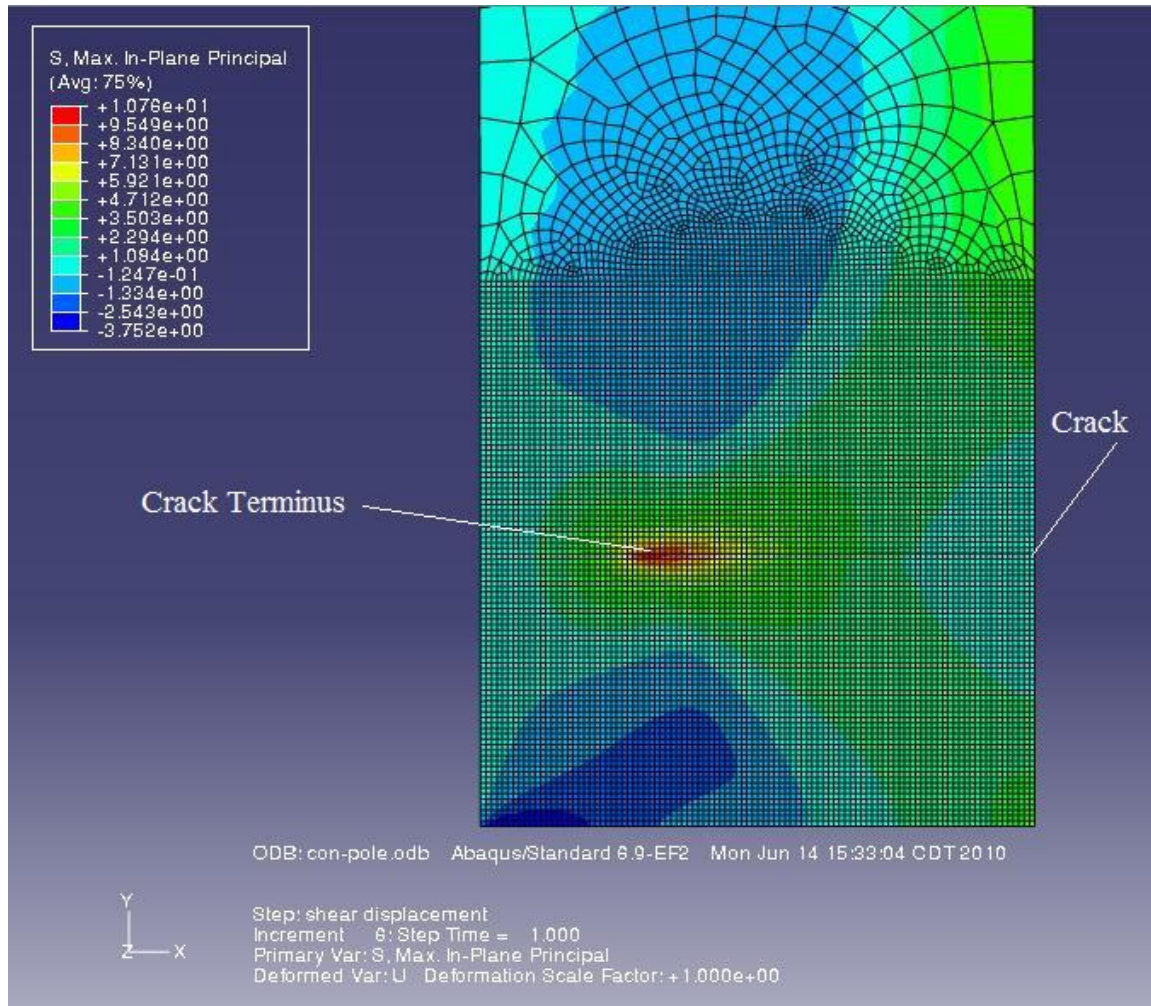 S, Max. In-Plane Principal
(Avg: 75%)
+1.076e+01
+9.549e+00
+8.340e+00
+7.131e+00
+5.921e+00
+4.712e+00
+3.503e+00
+2.294e+00
+1.084e+00
-1.247e-01
-1.334e+00
-2.543e+00
-3.752e+00
Crack
Crack Terminus
ODB: con-pole.odb Abaqus/Standard 6.9-EF2 Mon Jun 14 15:33:04 CDT 2010
Y
Z X
Step: shear displacement
Increment 6: Step Time = 1.000
Primary Var: S, Max. In-Plane Principal
Deformed Var: U Deformation Scale Factor: +1.000e+00